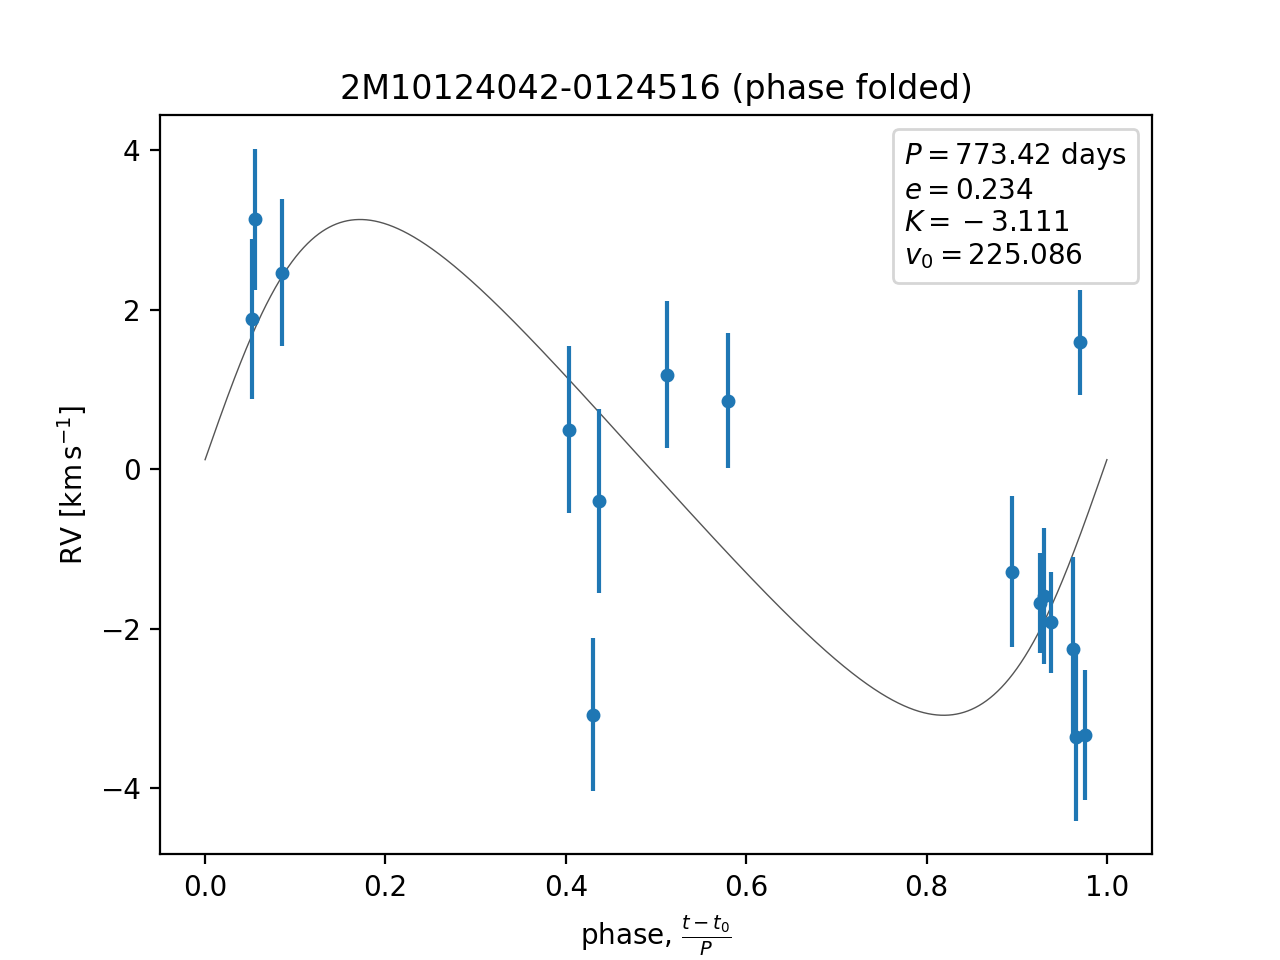 2M10124042-0124516 (phase folded)
P = 773.42 days
e = 0.234
K = − 3.111
v₀ = 225.086
4
2
0
−2
−4
RV [km s⁻¹]
0.0 0.2 0.4 0.6 0.8 1.0
phase, (t − t₀)/P